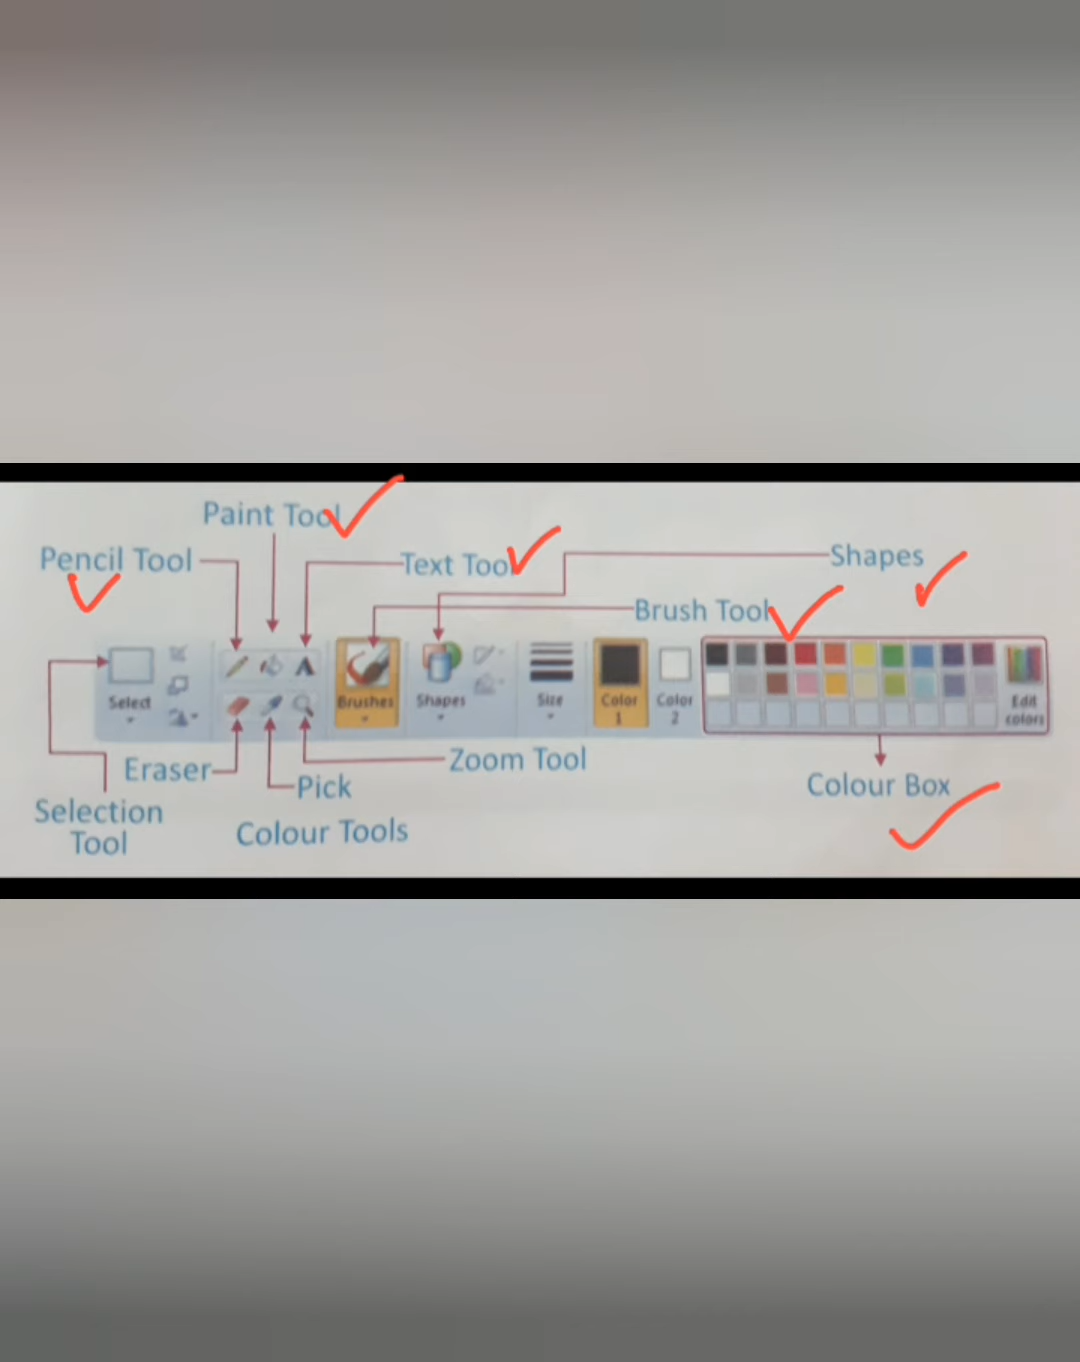 Paint Tool
Pencil Tool
Text Tool
Shapes
Brush Tool
Select
Brushes
Shapes
Size
Color
1
Color
2
Edit
colors
Eraser
Pick
Colour Tools
Zoom Tool
Selection
Tool
Colour Box